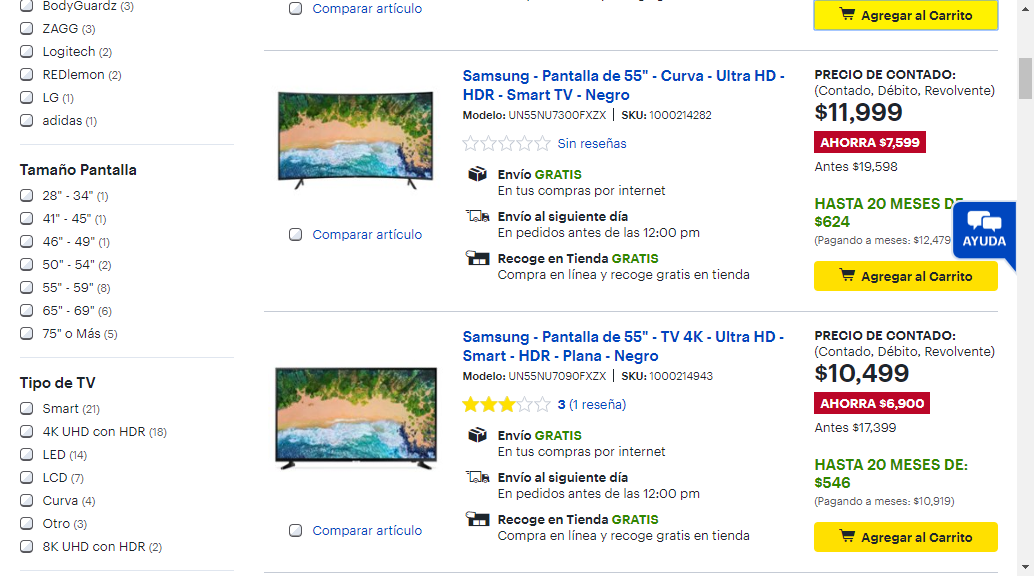 BodyGuardz (3)
ZAGG (3)
Logitech (2)
REDlemon (2)
LG (1)
adidas (1)
Tamaño Pantalla
28" - 34" (1)
41" - 45" (1)
46" - 49" (1)
50" - 54" (2)
55" - 59" (8)
65" - 69" (6)
75" o Más (5)
Tipo de TV
Smart (21)
4K UHD con HDR (18)
LED (14)
LCD (7)
Curva (4)
Otro (3)
8K UHD con HDR (2)
Comparar artículo
Agregar al Carrito
Samsung - Pantalla de 55" - Curva - Ultra HD -
HDR - Smart TV - Negro
Modelo: UN55NU7300FXZX | SKU: 1000214282
Sin reseñas
Envío GRATIS
En tus compras por internet
Envío al siguiente día
En pedidos antes de las 12:00 pm
Recoge en Tienda GRATIS
Compra en línea y recoge gratis en tienda
Comparar artículo
PRECIO DE CONTADO:
(Contado, Débito, Revolvente)
$11,999
AHORRA $7,599
Antes $19,598
HASTA 20 MESES DE
$624
(Pagando a meses: $12,479
AYUDA
Agregar al Carrito
Samsung - Pantalla de 55" - TV 4K - Ultra HD -
Smart - HDR - Plana - Negro
Modelo: UN55NU7090FXZX | SKU: 1000214943
3 (1 reseña)
Envío GRATIS
En tus compras por internet
Envío al siguiente día
En pedidos antes de las 12:00 pm
Recoge en Tienda GRATIS
Compra en línea y recoge gratis en tienda
Comparar artículo
PRECIO DE CONTADO:
(Contado, Débito, Revolvente)
$10,499
AHORRA $6,900
Antes $17,399
HASTA 20 MESES DE:
$546
(Pagando a meses: $10,919)
Agregar al Carrito